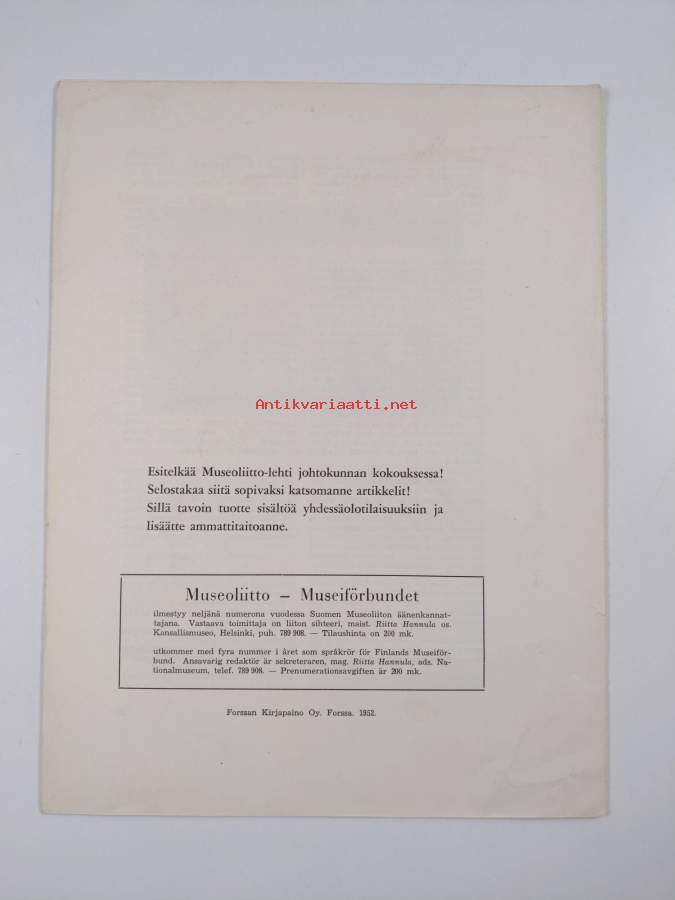 Antikvariaatti.net
Esitelkää Museoliitto-lehti johtokunnan kokouksessa!
Selostakaa siitä sopivaksi katsomanne artikkelit!
Sillä tavoin tuotte sisältöä yhdessäolotilaisuuksiin ja
lisäätte ammattitaitoanne.
Museoliitto – Museiförbundet
ilmestyy neljänä numerona vuodessa Suomen Museoliiton äänenkannat-
tajana. Vastaava toimittaja on liiton sihteeri, maist. Riitta Hannula os.
Kansallismuseo, Helsinki, puh. 789 908. — Tilaushinta on 200 mk.
utkommer med fyra nummer i året som språkrör för Finlands Museiför-
bund. Ansvarig redaktör är sekreteraren, mag. Riitta Hannula, ads. Na-
tionalmuseum, telef. 789 908. — Prenumerationsavgiften är 200 mk.
Forssan Kirjapaino Oy. Forssa. 1952.